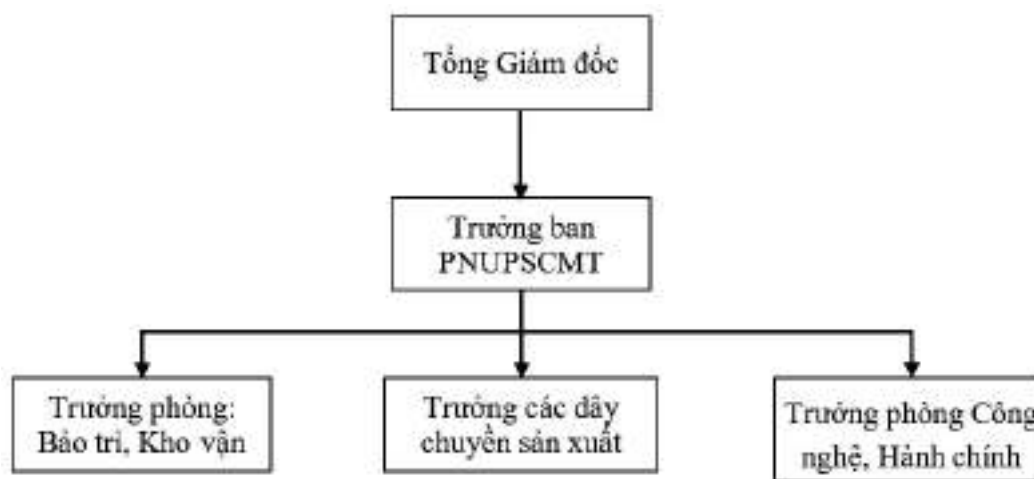 Tổng Giám đốc
Trưởng ban
PNUPSCMT
Trưởng phòng:
Bảo trì, Kho vận
Trưởng các dây
chuyền sản xuất
Trưởng phòng Công
nghệ, Hành chính